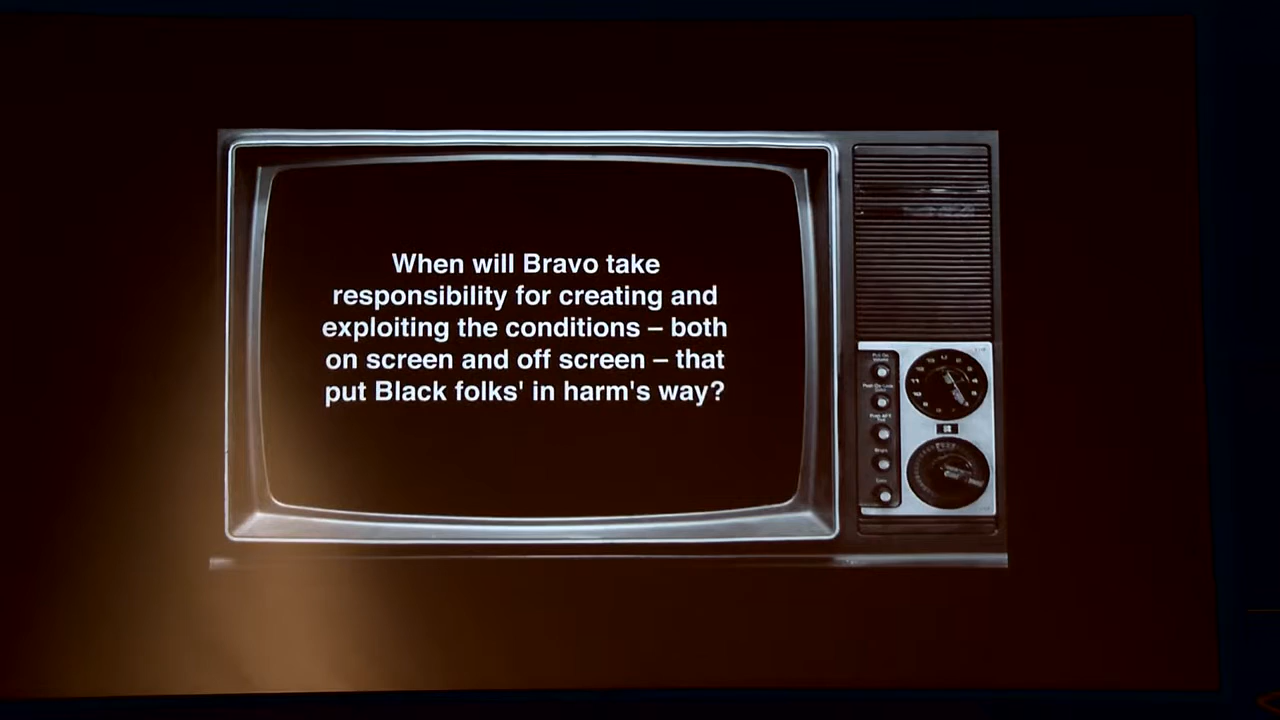 When will Bravo take
responsibility for creating and
exploiting the conditions – both
on screen and off screen – that
put Black folks' in harm's way?